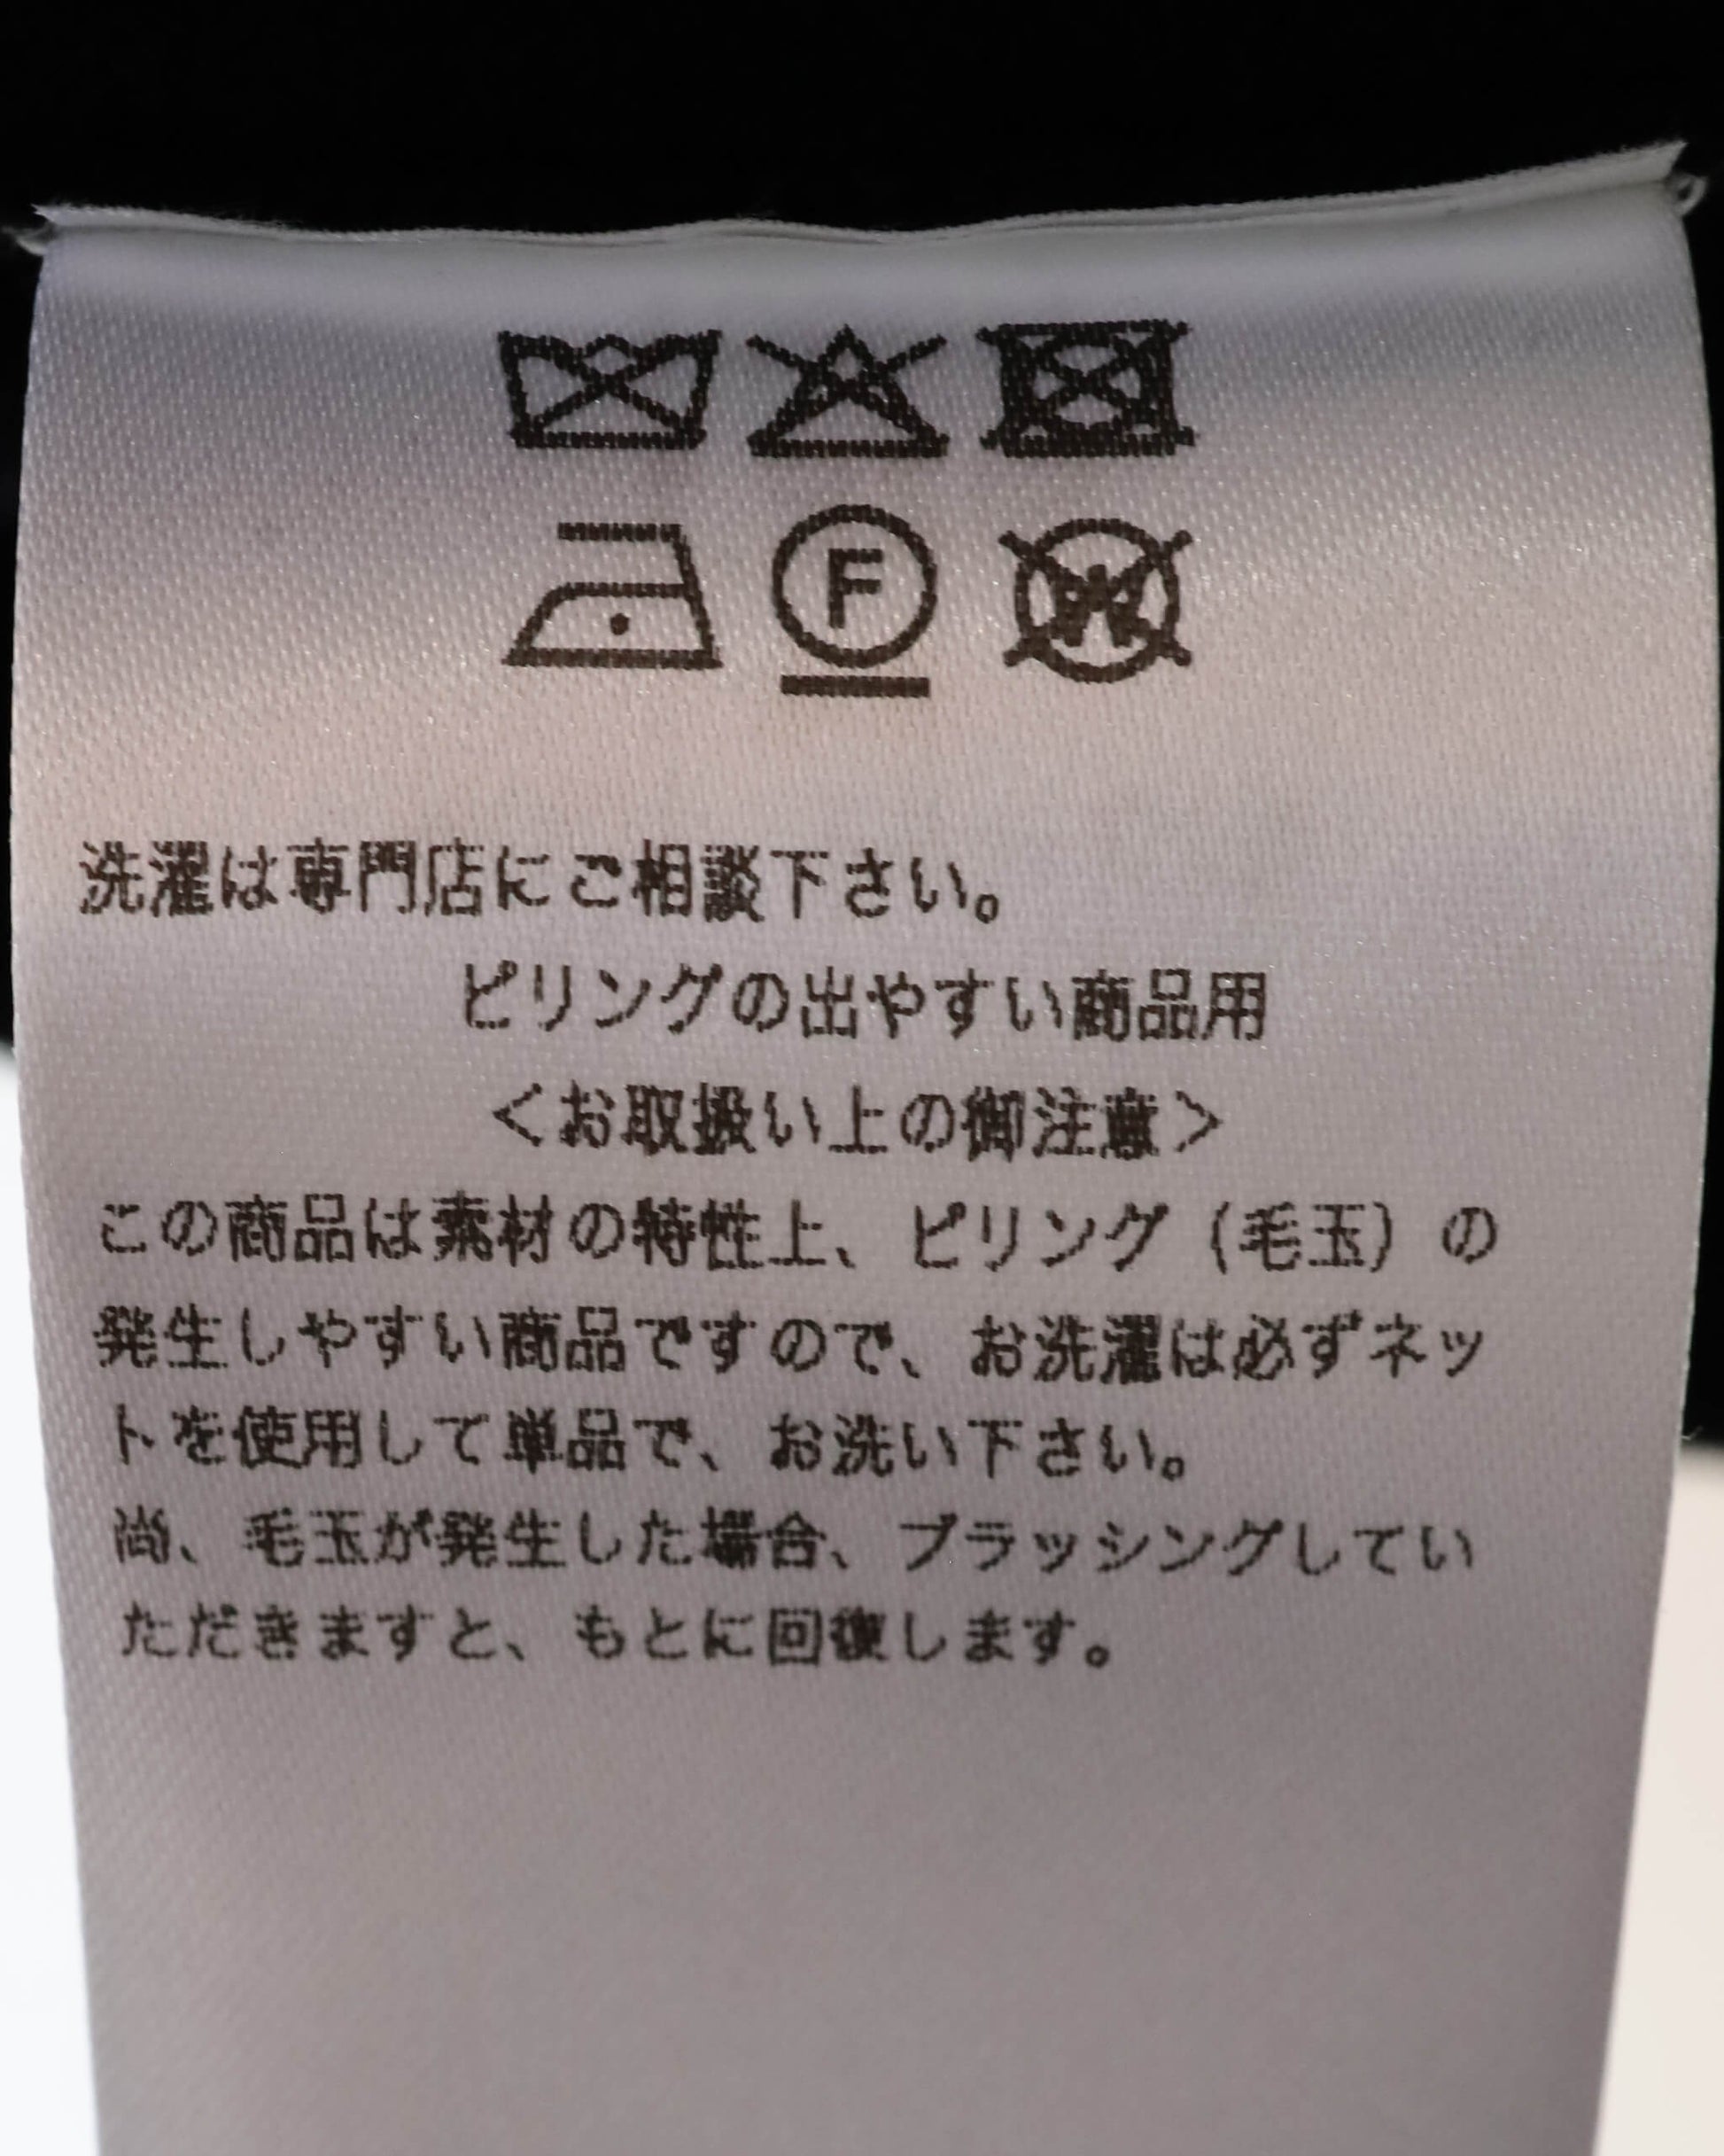 F
W
洗濯は専門店にご相談下さい。
ピリングの出やすい商品用
<お取扱い上の御注意>
この商品は素材の特性上、ピリング（毛玉）の
発生しやすい商品ですので、お洗濯は必ずネッ
トを使用して単品で、お洗い下さい。
尚、毛玉が発生した場合、ブラッシングしてい
ただきますと、もとに回復します。